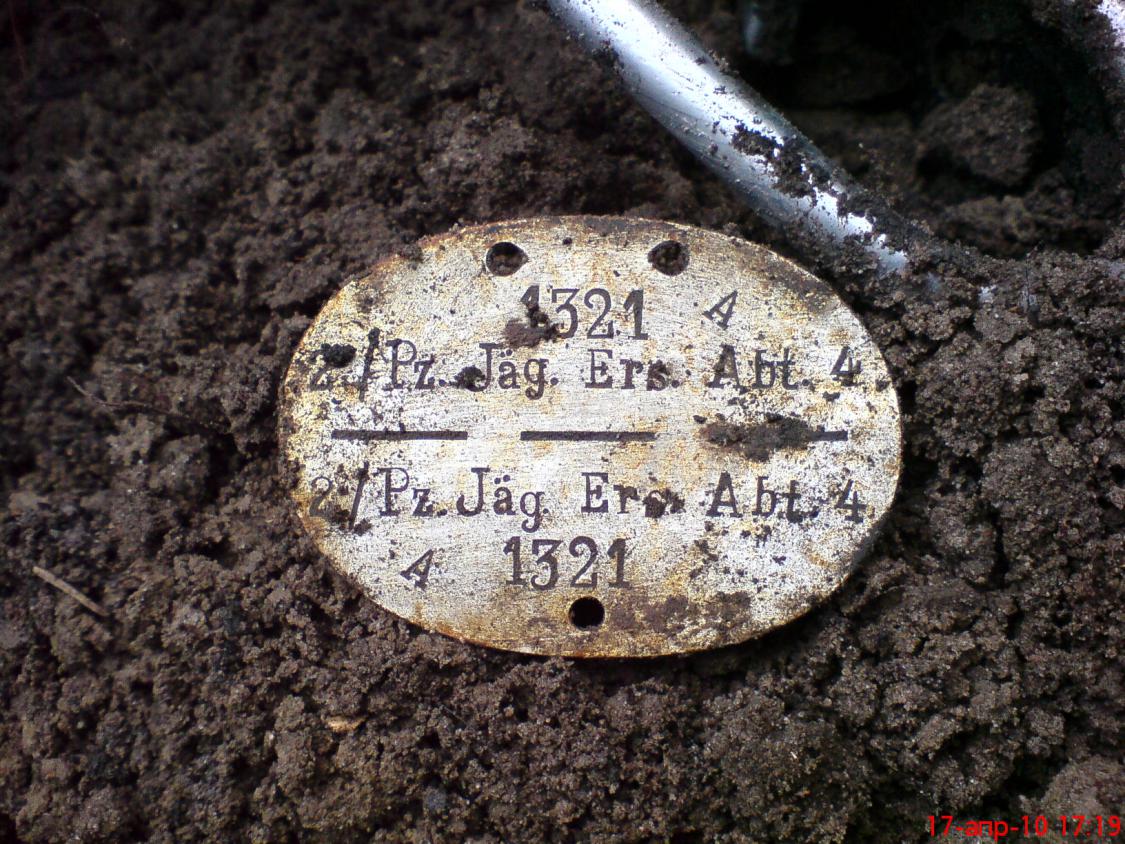 1321 A
2./Pz. Jäg. Ers. Abt. 4
2./Pz. Jäg. Ers. Abt. 4
A 1321
17-апр-10 17:19